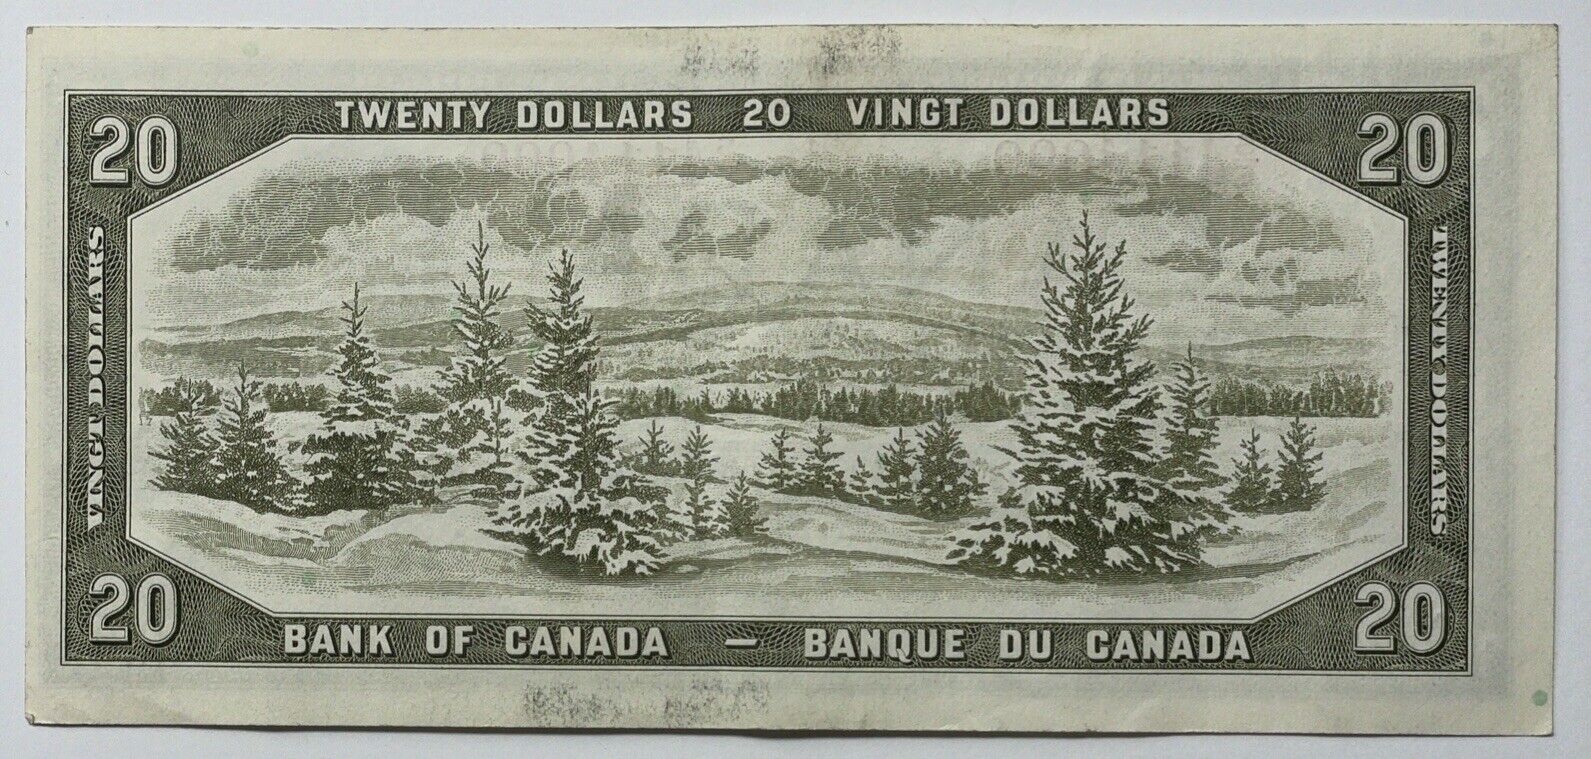 TWENTY DOLLARS 20 VINGT DOLLARS
20
20
VINGT DOLLARS
TWENTY DOLLARS
20
20
BANK OF CANADA — BANQUE DU CANADA